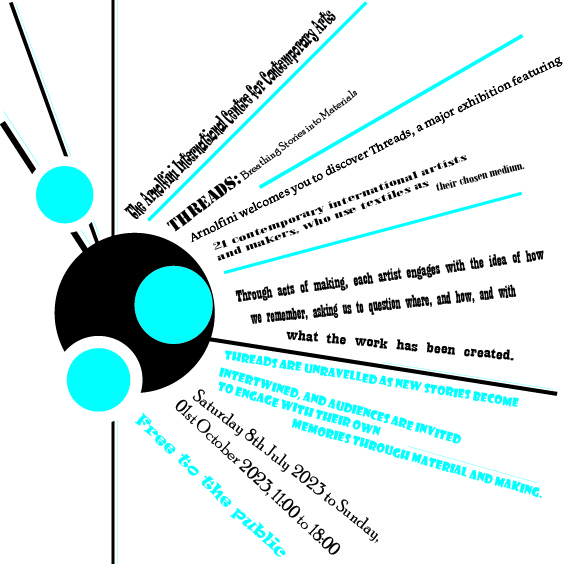 The Arnolfini International Centre for Contemporary Arts
THREADS: Breathing Stories into Materials
Arnolfini welcomes you to discover Threads, a major exhibition featuring
21 contemporary international artists
and makers, who use textiles as their chosen medium.
Through acts of making, each artist engages with the idea of how
we remember, asking us to question where, and how, and with
what the work has been created.
THREADS ARE UNRAVELLED AS NEW STORIES BECOME
INTERTWINED, AND AUDIENCES ARE INVITED
TO ENGAGE WITH THEIR OWN
MEMORIES THROUGH MATERIAL AND MAKING.
Saturday 8th July 2023 to Sunday,
01st October 2023, 11:00 to 18:00
Free to the public